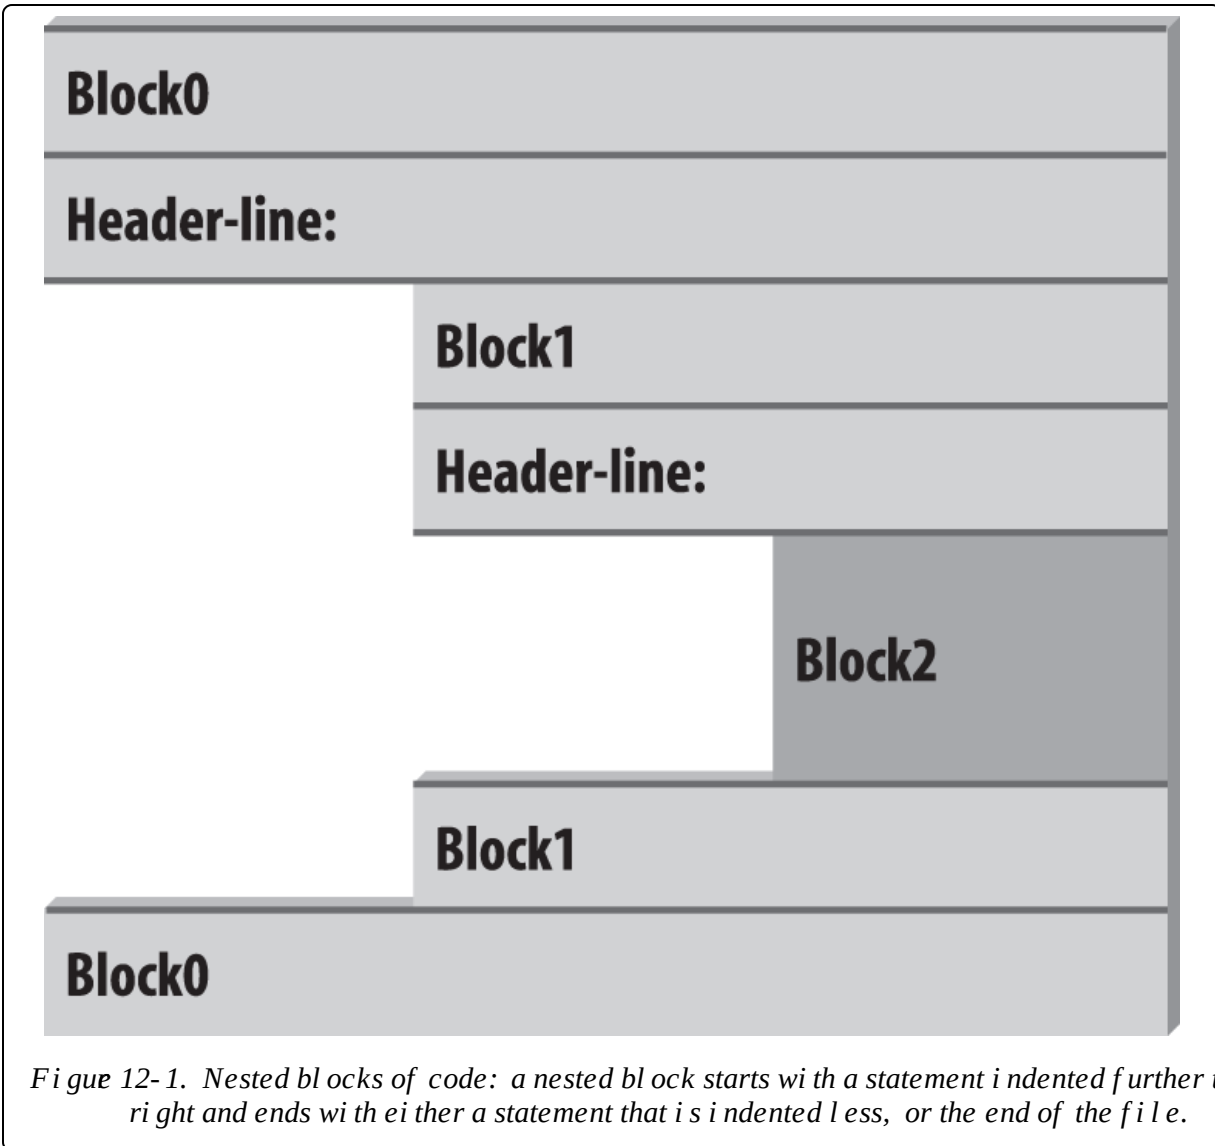 Block0
Header-line:
Block1
Header-line:
Block2
Block1
Block0
Figure 12-1. Nested blocks of code: a nested block starts with a statement indented further
right and ends with either a statement that is indented less, or the end of the file.